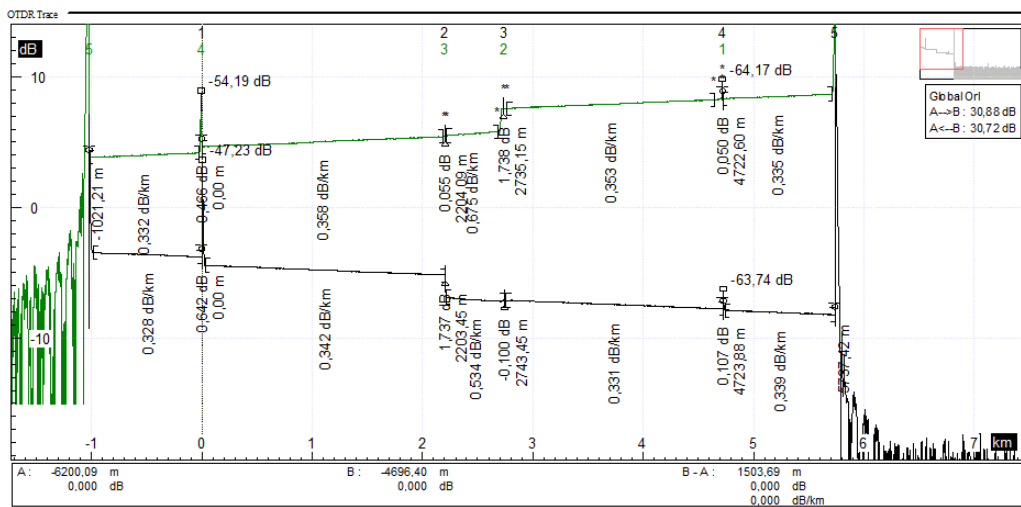 OTDR Trace
dB
10
0
-10
1 2 3 4 5
5 4 3 2 1
-54,19 dB
-47,23 dB
-64,17 dB
-63,74 dB
** ** * * *
-1021,21 m
0,332 dB/km
0,466 dB
0,00 m
0,358 dB/km
0,055 dB
2204,09 m
0,675 dB/km
1,738 dB
2735,15 m
0,353 dB/km
0,050 dB
4722,60 m
0,335 dB/km
0,328 dB/km
0,642 dB
0,00 m
0,342 dB/km
1,737 dB
2203,45 m
0,534 dB/km
-0,100 dB
2743,45 m
0,331 dB/km
0,107 dB
4723,88 m
0,339 dB/km
5737,42 m
Global Orl
A-->B : 30,88 dB
A<--B : 30,72 dB
-1 0 1 2 3 4 5 6 7 km
A : -6200,09 m B : -4696,40 m B - A : 1503,69 m
0,000 dB 0,000 dB 0,000 dB
0,000 dB/km